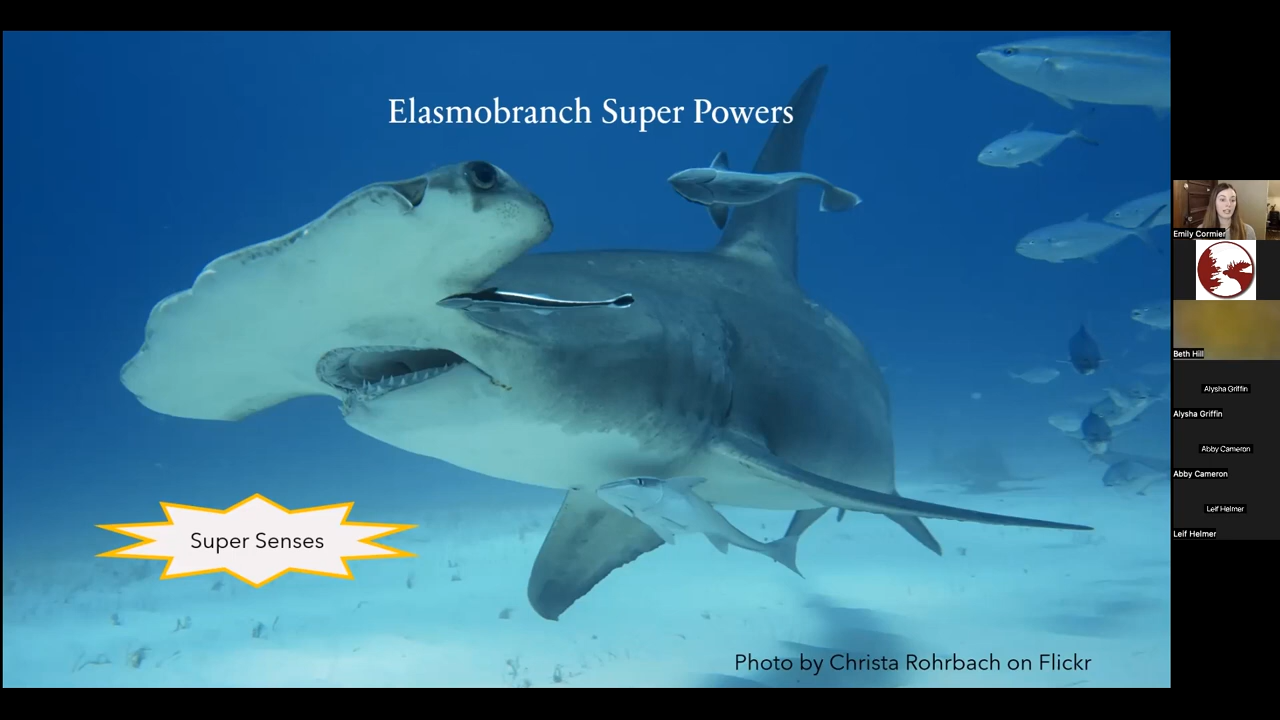 Elasmobranch Super Powers
Super Senses
Photo by Christa Rohrbach on Flickr
Emily Cormier
Beth Hill
Alysha Griffin
Alysha Griffin
Abby Cameron
Abby Cameron
Leif Helmer
Leif Helmer